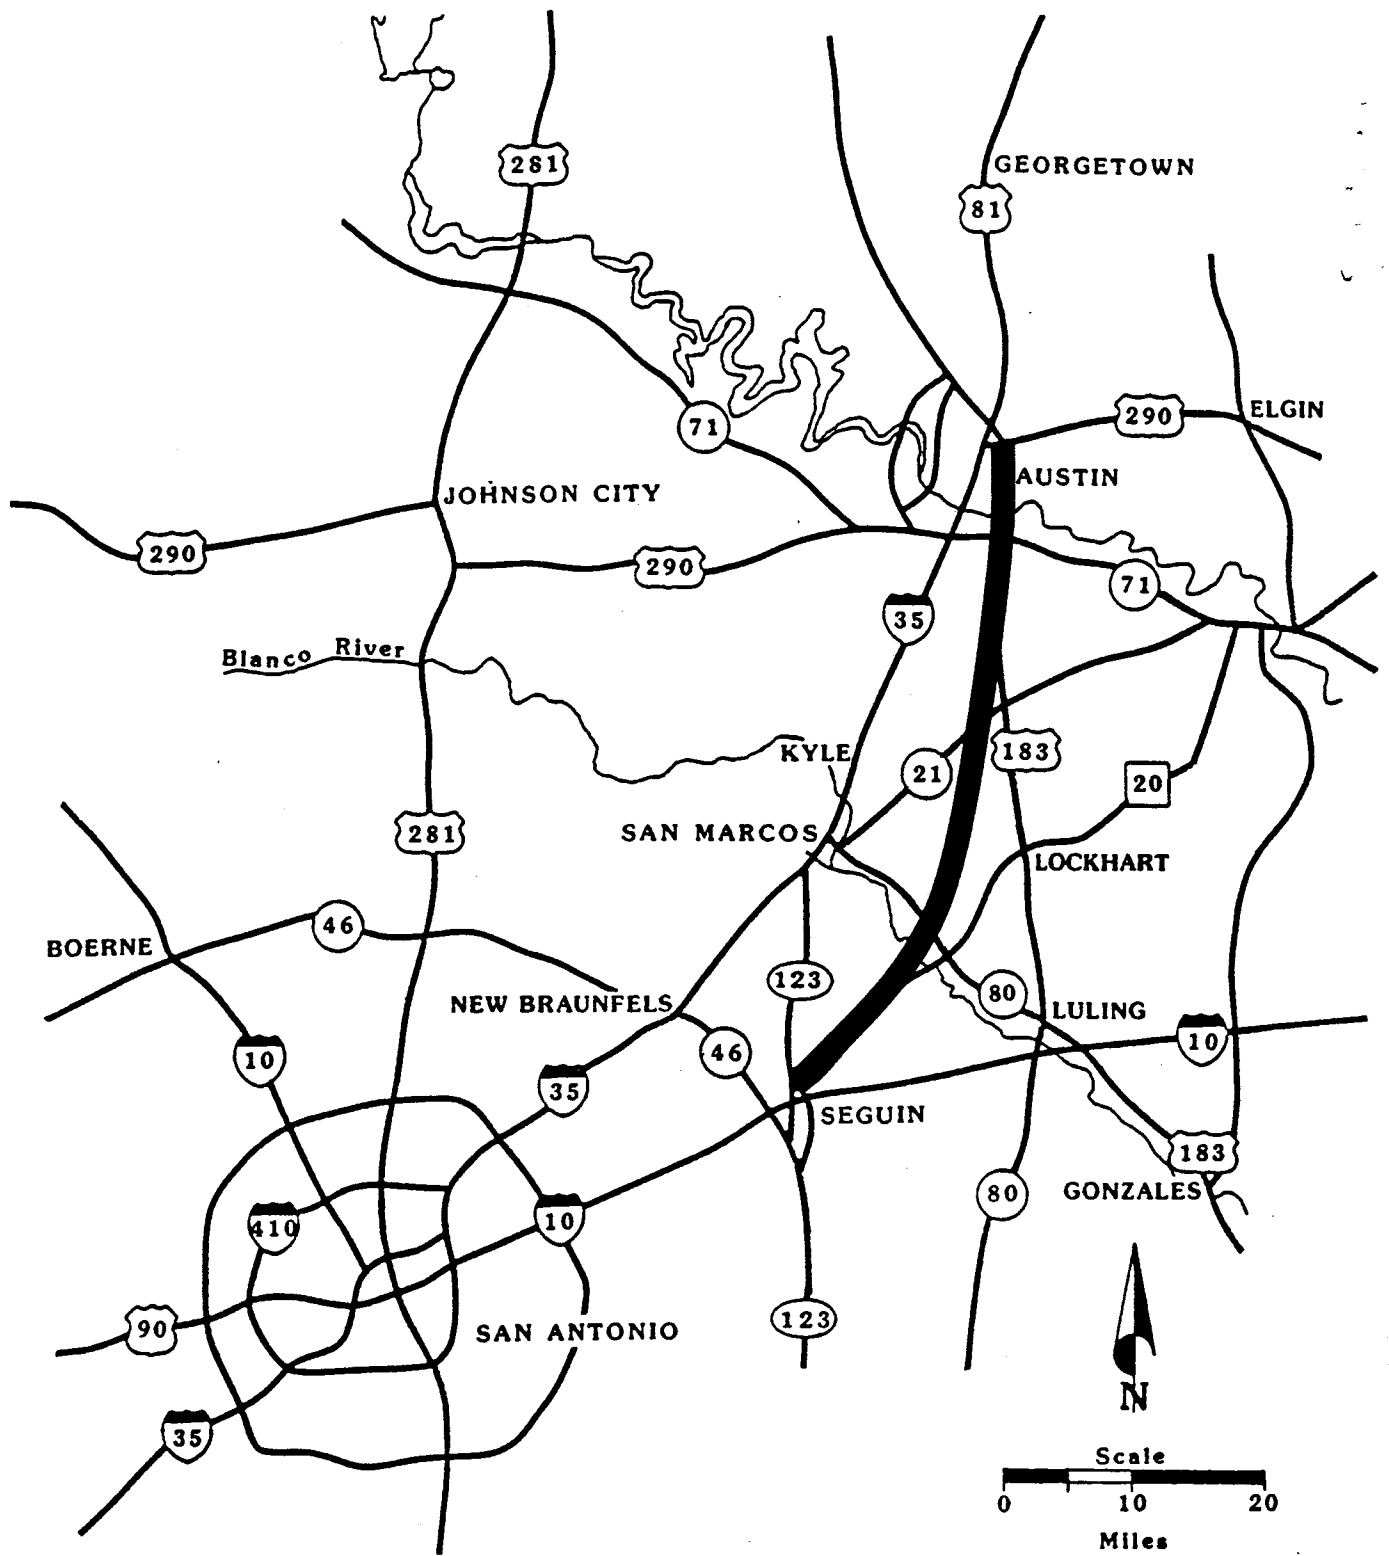 281
GEORGETOWN
81
290
ELGIN
71
AUSTIN
JOHNSON CITY
290
290
71
35
Blanco River
KYLE
183
21
20
281
SAN MARCOS
LOCKHART
46
BOERNE
123
80
NEW BRAUNFELS
LULING
10
46
10
35
SEGUIN
183
80
GONZALES
410
10
123
90
SAN ANTONIO
N
35
Scale
0 10 20
Miles